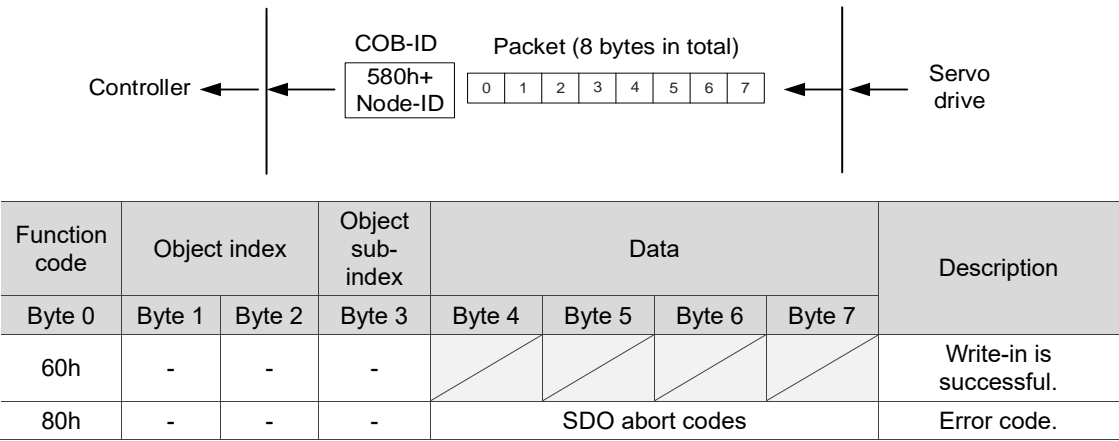 COB-ID
Packet (8 bytes in total)
Controller
580h+
Node-ID
0 1 2 3 4 5 6 7
Servo
drive
Function
code
Object index
Object
sub-
index
Data
Description
Byte 0 Byte 1 Byte 2 Byte 3 Byte 4 Byte 5 Byte 6 Byte 7
60h - - - Write-in is
successful.
80h - - - SDO abort codes Error code.